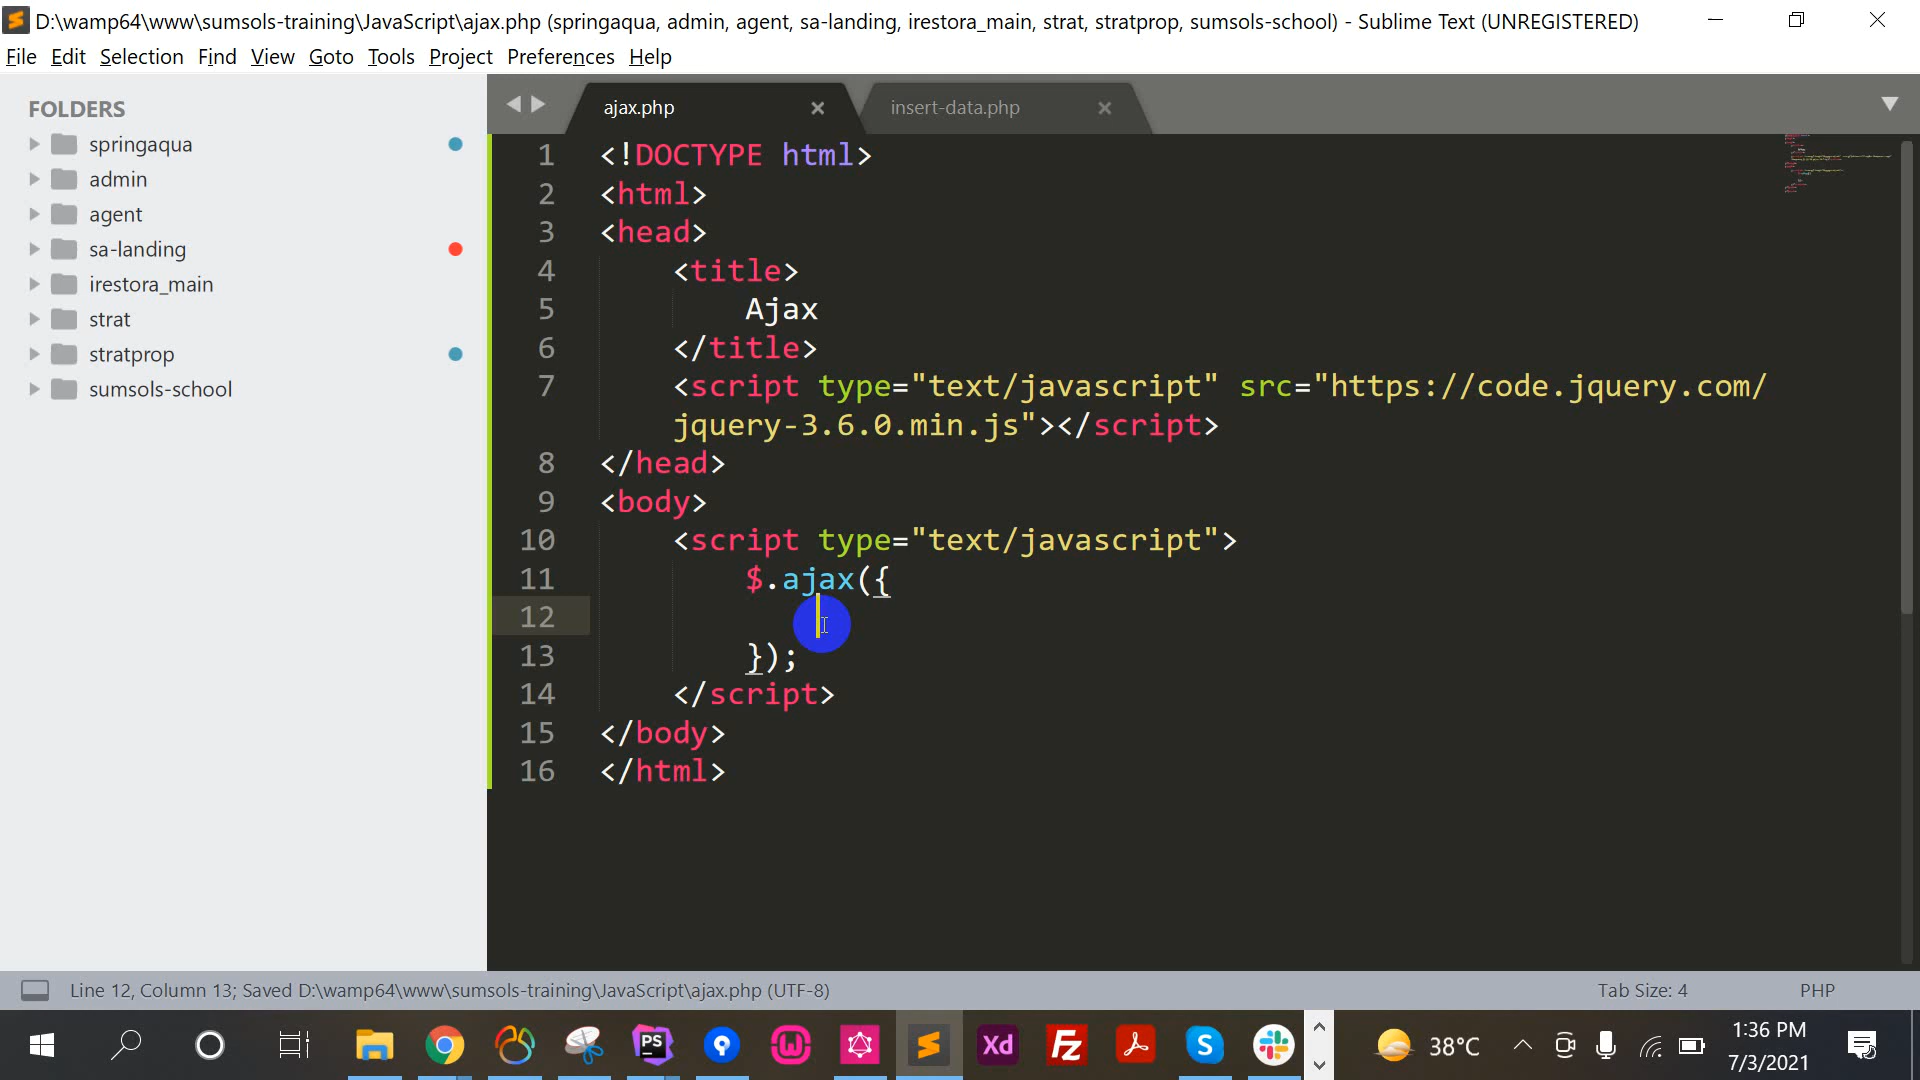 D:\wamp64\www\sumsols-training\JavaScript\ajax.php (springaqua, admin, agent, sa-landing, irestora_main, strat, stratprop, sumsols-school) - Sublime Text (UNREGISTERED)
File Edit Selection Find View Goto Tools Project Preferences Help
FOLDERS
springaqua
admin
agent
sa-landing
irestora_main
strat
stratprop
sumsols-school
ajax.php
insert-data.php
1 <!DOCTYPE html>
2 <html>
3 <head>
4 <title>
5 Ajax
6 </title>
7 <script type="text/javascript" src="https://code.jquery.com/
jquery-3.6.0.min.js"></script>
8 </head>
9 <body>
10 <script type="text/javascript">
11 $.ajax({
12
13 });
14 </script>
15 </body>
16 </html>
Line 12, Column 13; Saved D:\wamp64\www\sumsols-training\JavaScript\ajax.php (UTF-8)
Tab Size: 4
PHP
PS
Xd
Fz
S
38°C
1:36 PM
7/3/2021